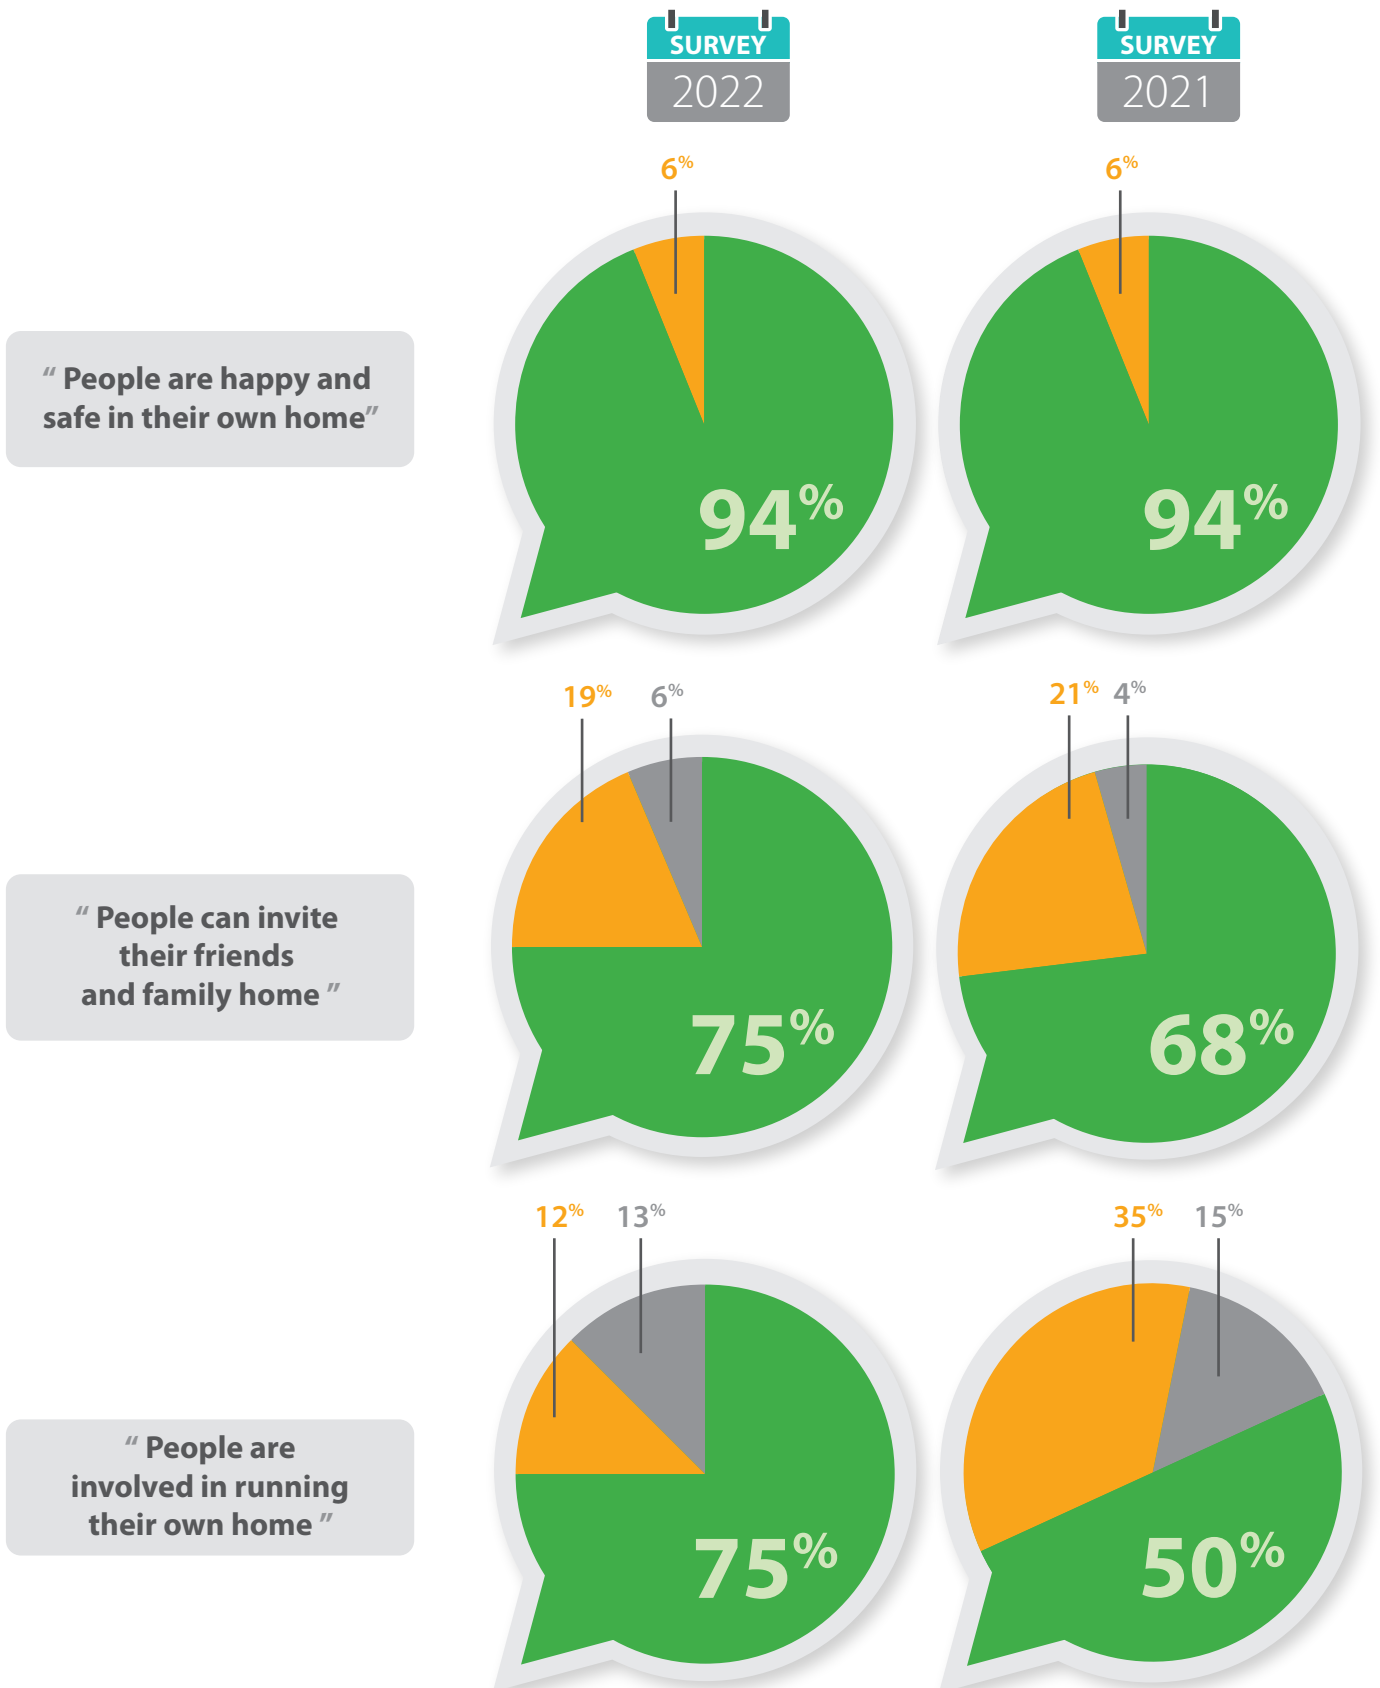 SURVEY
2022
SURVEY
2021
6%
6%
“ People are happy and
safe in their own home”
94%
94%
19% 6%
21% 4%
“ People can invite
their friends
and family home ”
75%
68%
12% 13%
35% 15%
“ People are
involved in running
their own home ”
75%
50%